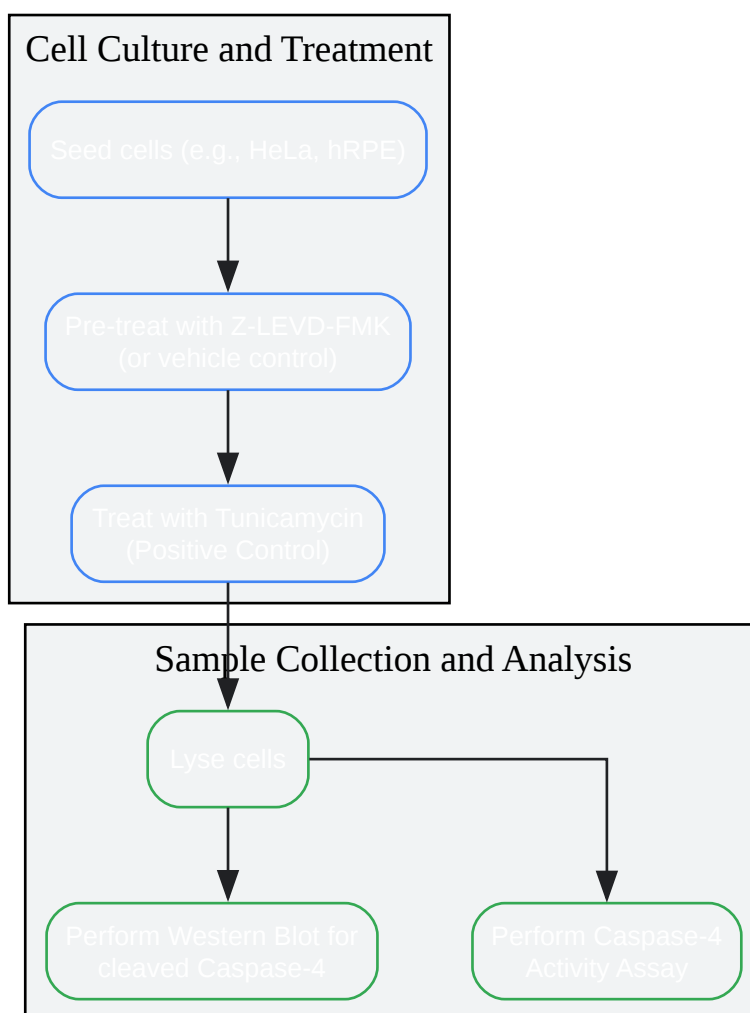 Cell Culture and Treatment
Seed cells (e.g., HeLa, hRPE)
Pre-treat with Z-LEVD-FMK
(or vehicle control)
Treat with Tunicamycin
(Positive Control)
Sample Collection and Analysis
Lyse cells
Perform Western Blot for
cleaved Caspase-4
Perform Caspase-4
Activity Assay